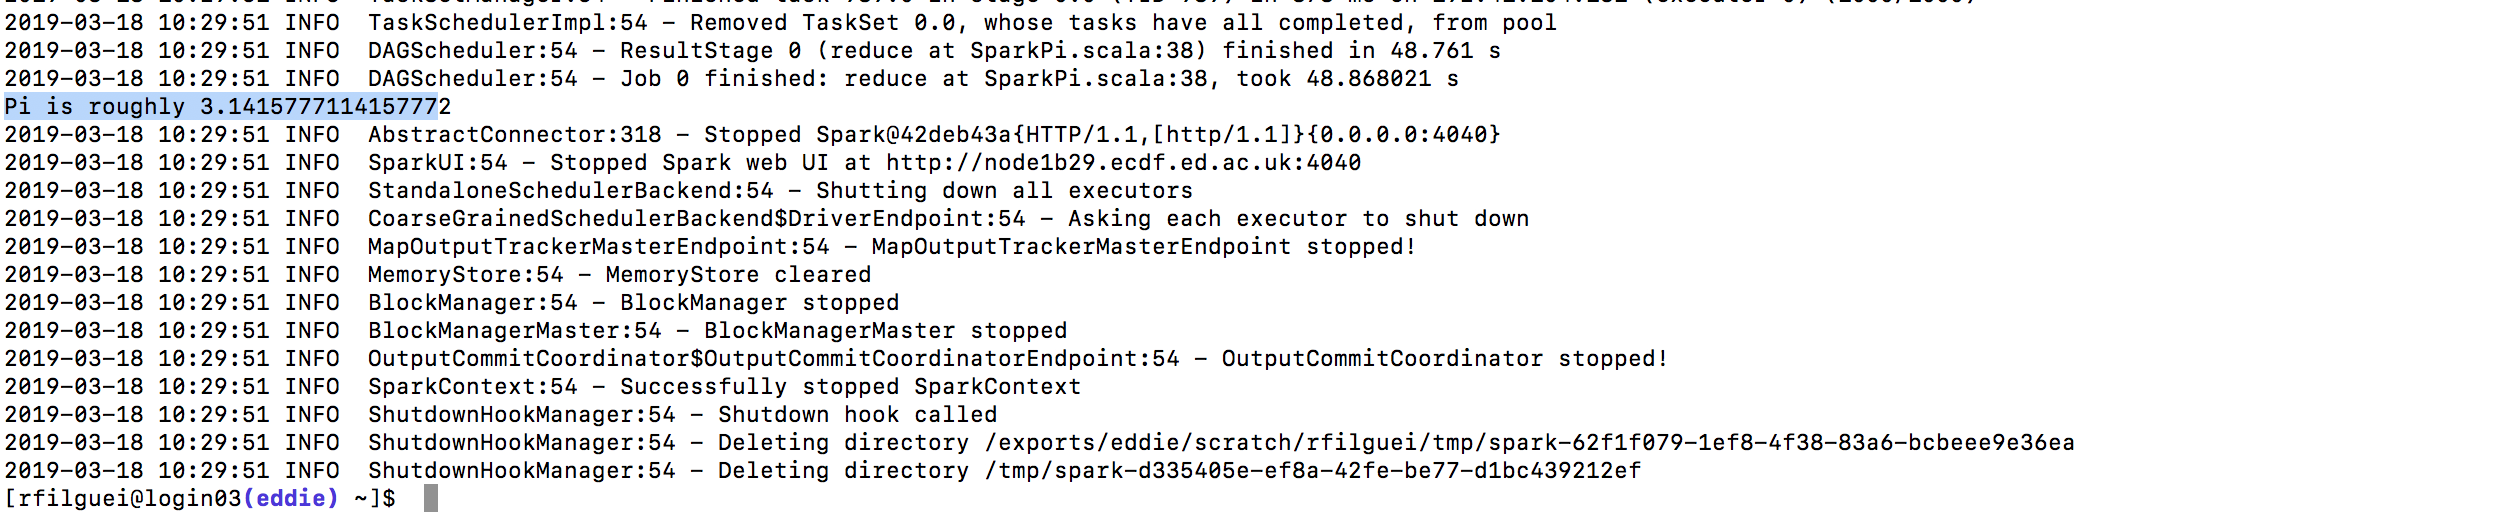 2019-03-18 10:29:51 INFO  TaskSchedulerImpl:54 - Removed TaskSet 0.0, whose tasks have all completed, from pool
2019-03-18 10:29:51 INFO  DAGScheduler:54 - ResultStage 0 (reduce at SparkPi.scala:38) finished in 48.761 s
2019-03-18 10:29:51 INFO  DAGScheduler:54 - Job 0 finished: reduce at SparkPi.scala:38, took 48.868021 s
Pi is roughly 3.1415777114157772
2019-03-18 10:29:51 INFO  AbstractConnector:318 - Stopped Spark@42deb43a{HTTP/1.1,[http/1.1]}{0.0.0.0:4040}
2019-03-18 10:29:51 INFO  SparkUI:54 - Stopped Spark web UI at http://node1b29.ecdf.ed.ac.uk:4040
2019-03-18 10:29:51 INFO  StandaloneSchedulerBackend:54 - Shutting down all executors
2019-03-18 10:29:51 INFO  CoarseGrainedSchedulerBackend$DriverEndpoint:54 - Asking each executor to shut down
2019-03-18 10:29:51 INFO  MapOutputTrackerMasterEndpoint:54 - MapOutputTrackerMasterEndpoint stopped!
2019-03-18 10:29:51 INFO  MemoryStore:54 - MemoryStore cleared
2019-03-18 10:29:51 INFO  BlockManager:54 - BlockManager stopped
2019-03-18 10:29:51 INFO  BlockManagerMaster:54 - BlockManagerMaster stopped
2019-03-18 10:29:51 INFO  OutputCommitCoordinator$OutputCommitCoordinatorEndpoint:54 - OutputCommitCoordinator stopped!
2019-03-18 10:29:51 INFO  SparkContext:54 - Successfully stopped SparkContext
2019-03-18 10:29:51 INFO  ShutdownHookManager:54 - Shutdown hook called
2019-03-18 10:29:51 INFO  ShutdownHookManager:54 - Deleting directory /exports/eddie/scratch/rfilguei/tmp/spark-62f1f079-1ef8-4f38-83a6-bcbeee9e36ea
2019-03-18 10:29:51 INFO  ShutdownHookManager:54 - Deleting directory /tmp/spark-d335405e-ef8a-42fe-be77-d1bc439212ef
[rfilguei@login03(eddie) ~]$